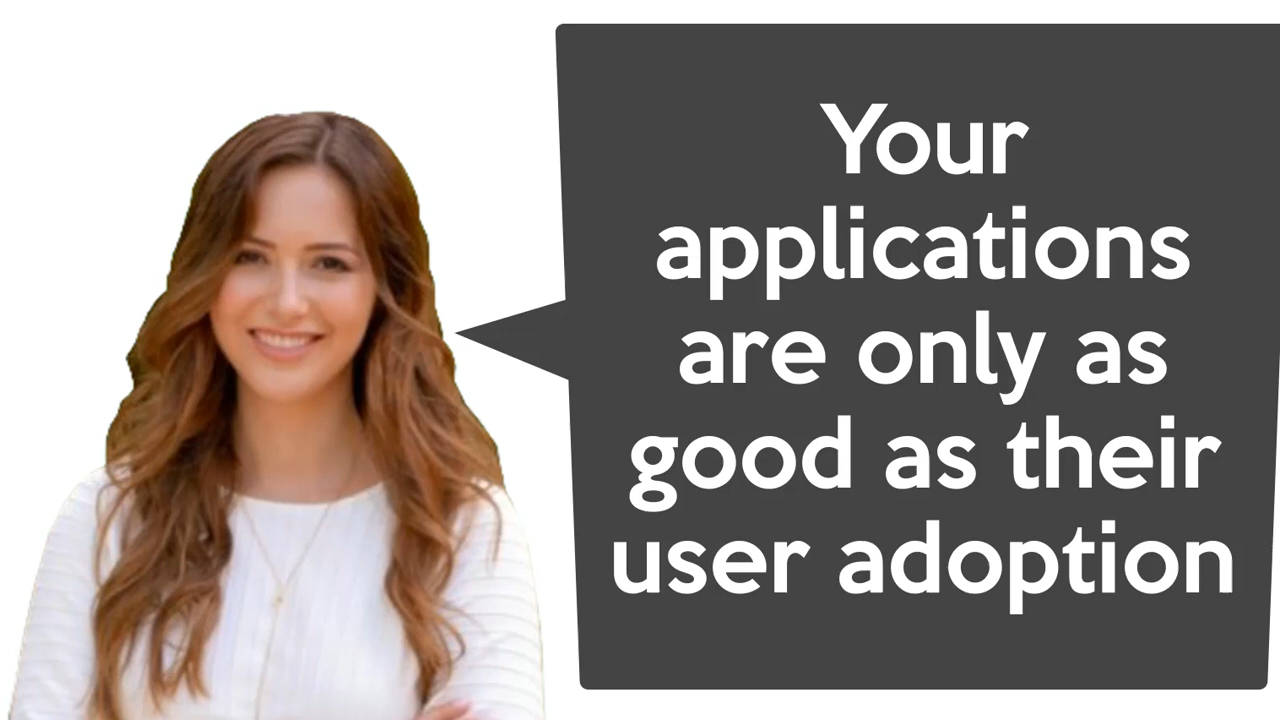 Your
applications
are only as
good as their
user adoption